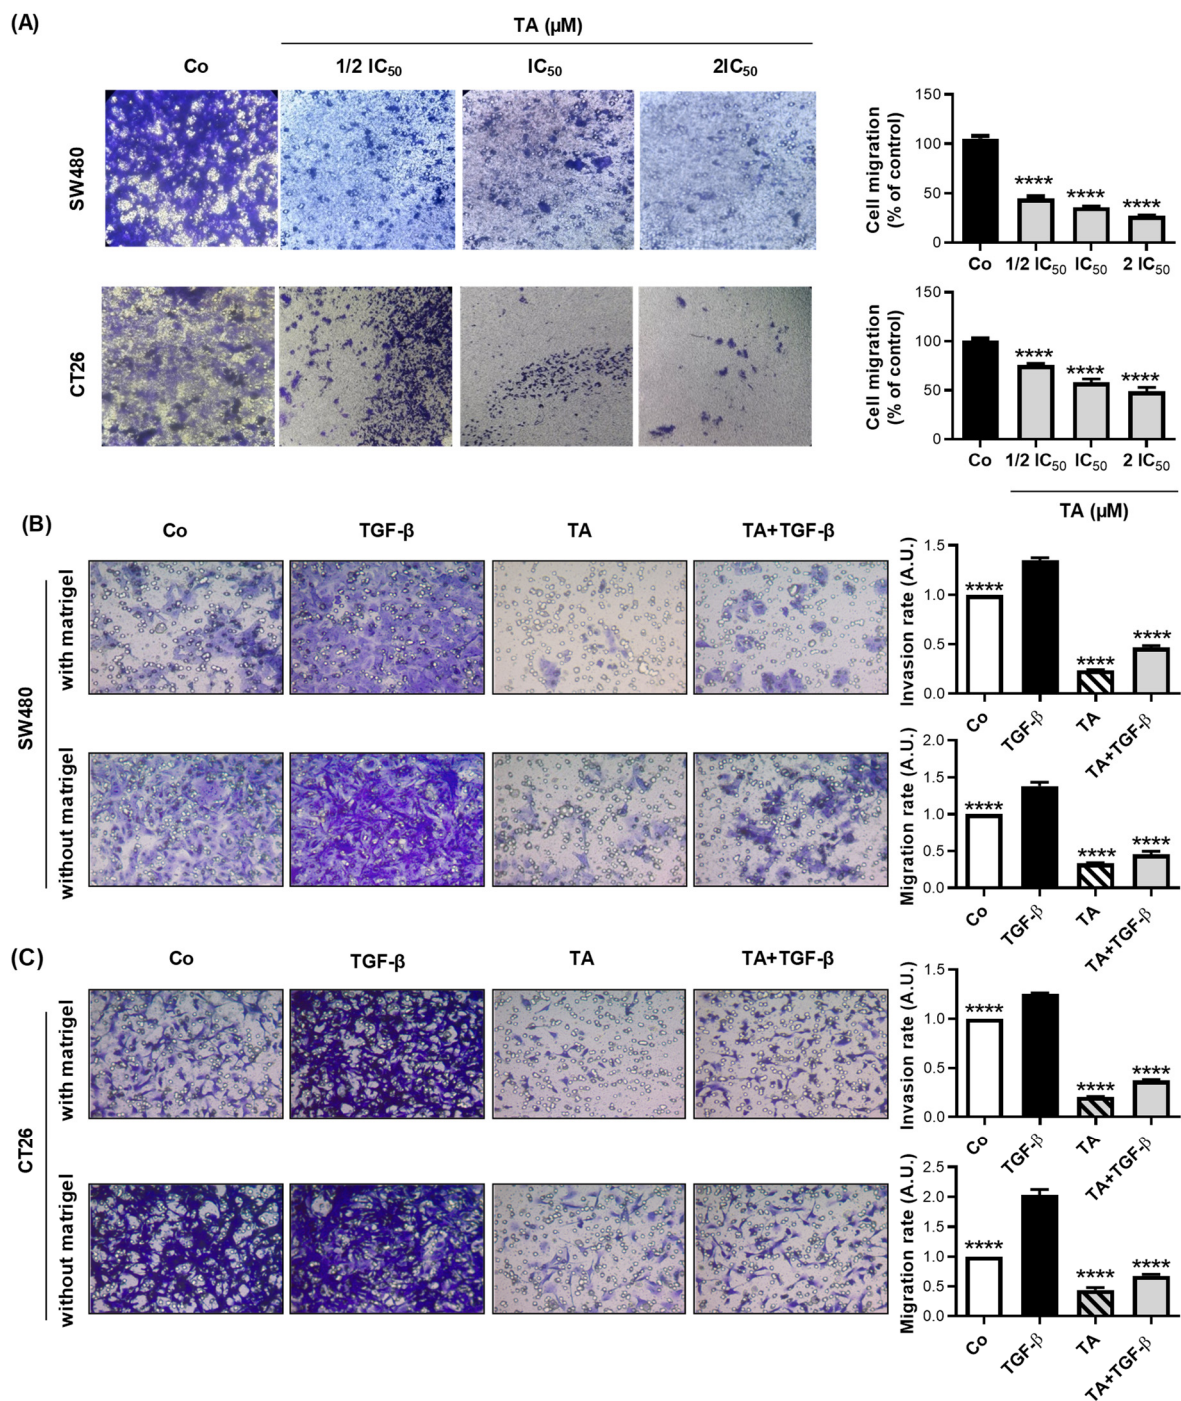 (A)
TA (µM)
Co 1/2 IC50 IC50 2IC50
SW480
Cell migration
(% of control)
150
100
50
0
**** **** ****
Co 1/2 IC50 IC50 2 IC50
CT26
Cell migration
(% of control)
150
100
50
0
**** **** ****
Co 1/2 IC50 IC50 2 IC50
TA (µM)
(B)
Co TGF-β TA TA+TGF-β
SW480
with matrigel
Invasion rate (A.U.)
1.5
1.0
0.5
0.0
**** **** ****
Co TGF-β TA TA+TGF-β
without matrigel
Migration rate (A.U.)
2.0
1.5
1.0
0.5
0.0
**** **** ****
Co TGF-β TA TA+TGF-β
(C)
Co TGF-β TA TA+TGF-β
CT26
with matrigel
Invasion rate (A.U.)
1.5
1.0
0.5
0.0
**** **** ****
Co TGF-β TA TA+TGF-β
without matrigel
Migration rate (A.U.)
2.5
2.0
1.5
1.0
0.5
0.0
**** **** ****
Co TGF-β TA TA+TGF-β